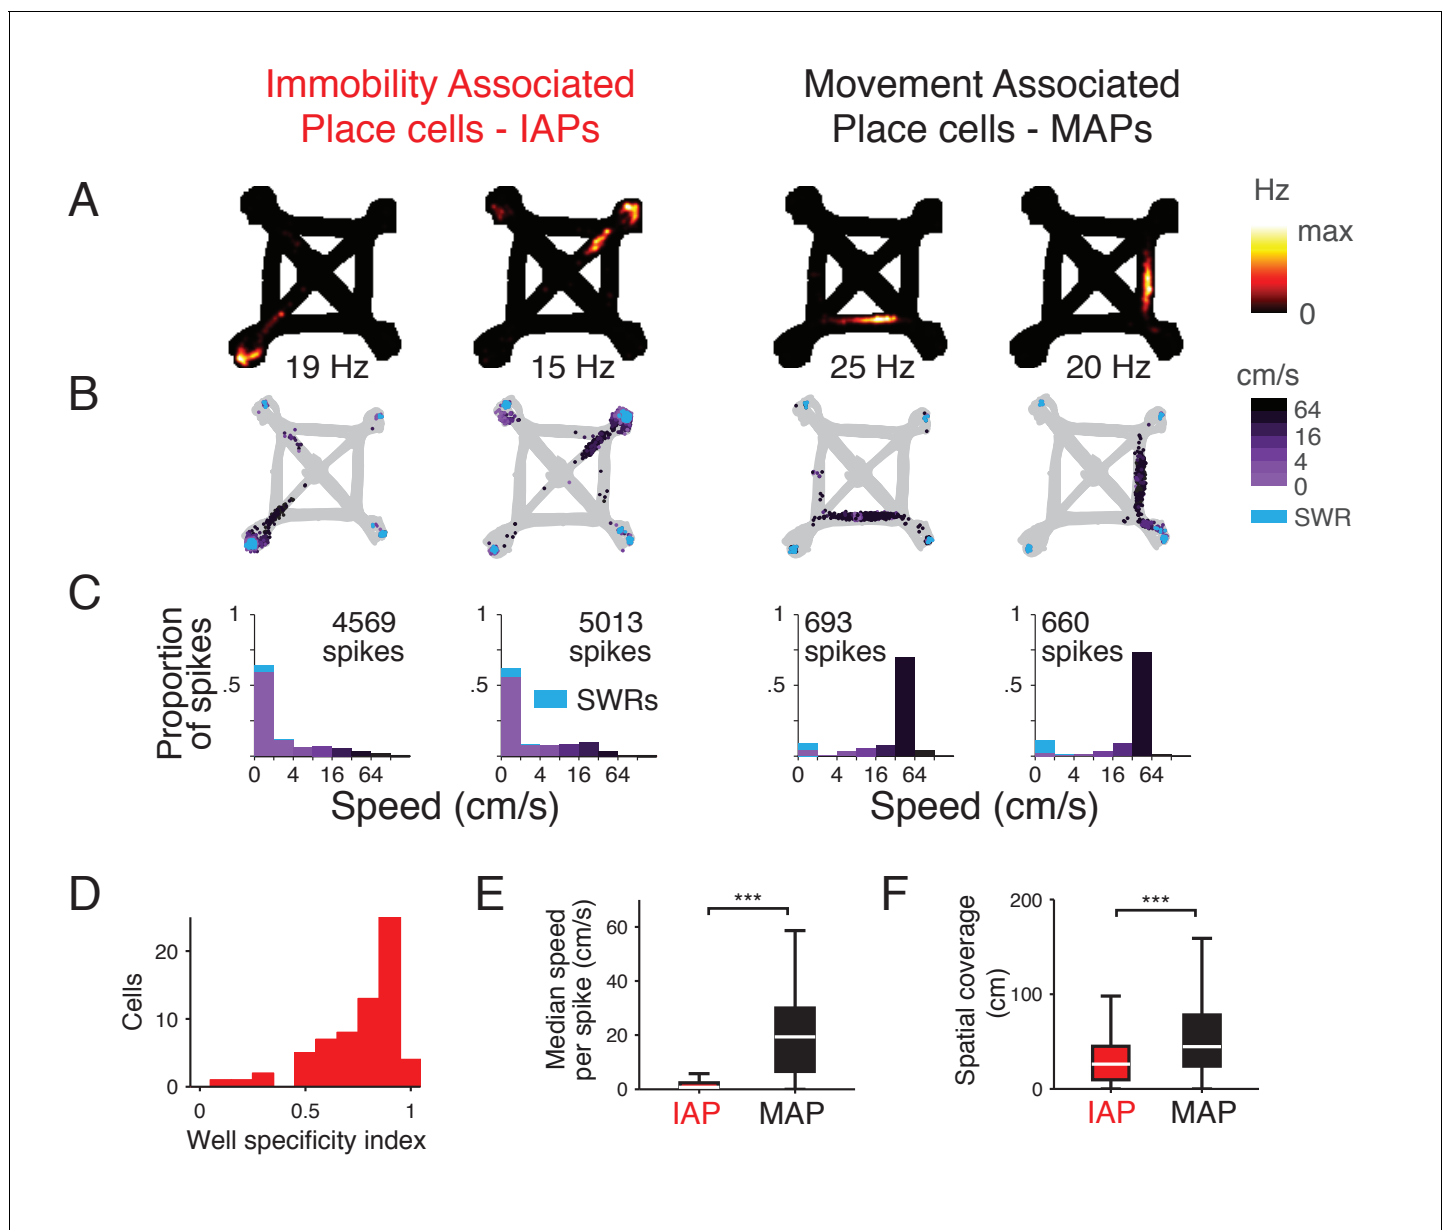 Immobility Associated
Place cells - IAPs
Movement Associated
Place cells - MAPs
A
Hz
max
0
19 Hz
15 Hz
25 Hz
20 Hz
B
cm/s
64
16
4
0
SWR
C
Proportion
of spikes
1
.5
4569
spikes
0 4 16 64
1
.5
5013
spikes
SWRs
0 4 16 64
Speed (cm/s)
1
.5
693
spikes
0 4 16 64
1
.5
660
spikes
0 4 16 64
Speed (cm/s)
D
Cells
20
10
0
0 0.5 1
Well specificity index
E
Median speed
per spike (cm/s)
60
40
20
0
***
IAP MAP
F
Spatial coverage
(cm)
200
100
0
***
IAP MAP